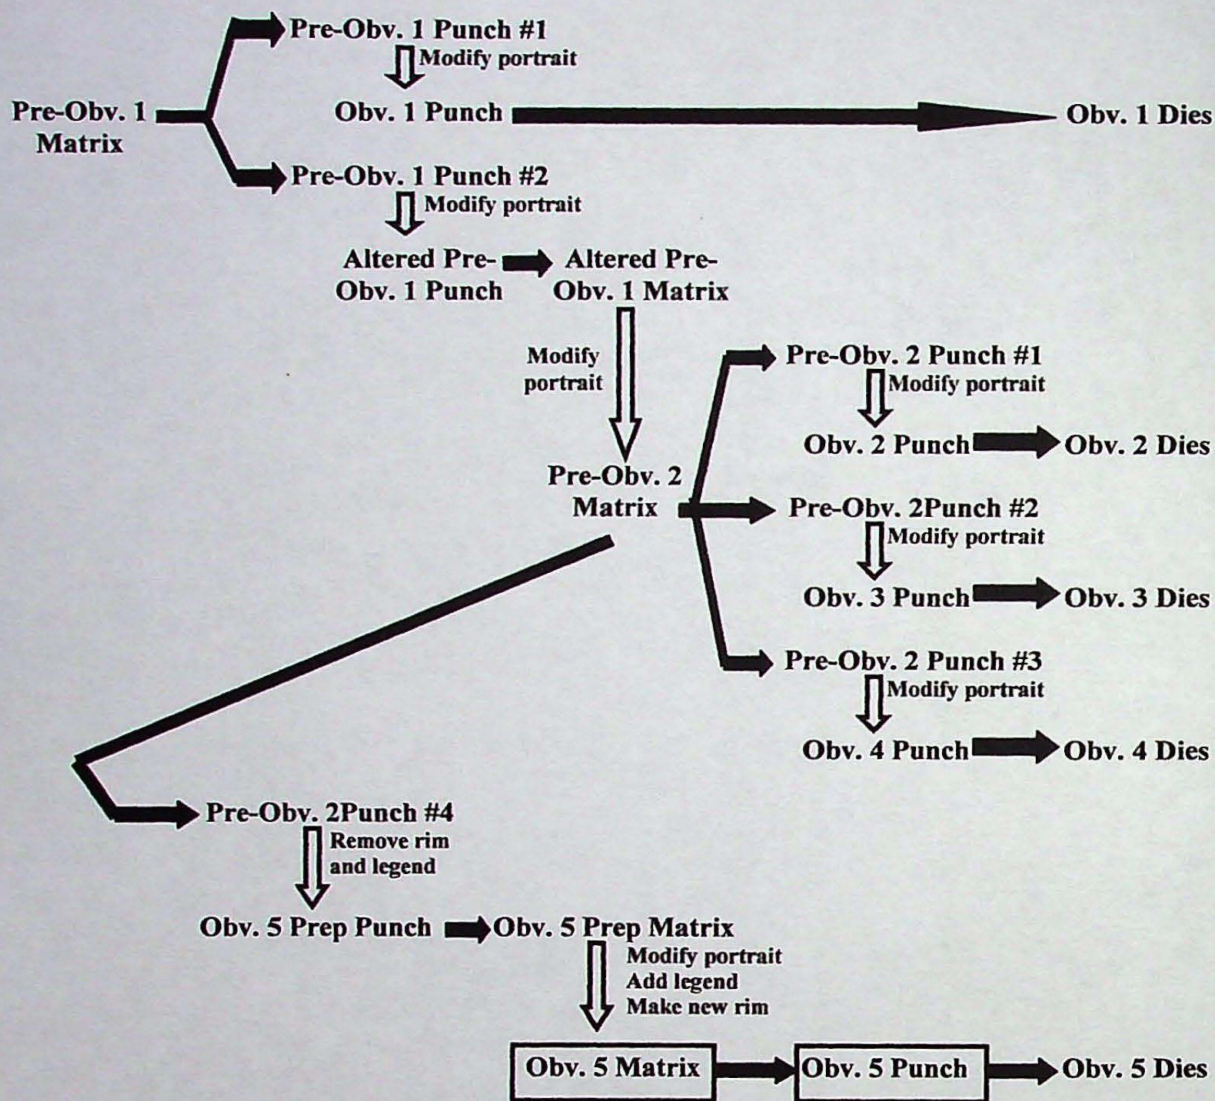 Pre-Obv. 1 Punch #1
Modify portrait
Pre-Obv. 1
Matrix
Obv. 1 Punch
Obv. 1 Dies
Pre-Obv. 1 Punch #2
Modify portrait
Altered Pre-
Obv. 1 Punch
Altered Pre-
Obv. 1 Matrix
Modify
portrait
Pre-Obv. 2 Punch #1
Modify portrait
Obv. 2 Punch
Obv. 2 Dies
Pre-Obv. 2
Matrix
Pre-Obv. 2Punch #2
Modify portrait
Obv. 3 Punch
Obv. 3 Dies
Pre-Obv. 2 Punch #3
Modify portrait
Obv. 4 Punch
Obv. 4 Dies
Pre-Obv. 2Punch #4
Remove rim
and legend
Obv. 5 Prep Punch
Obv. 5 Prep Matrix
Modify portrait
Add legend
Make new rim
Obv. 5 Matrix
Obv. 5 Punch
Obv. 5 Dies